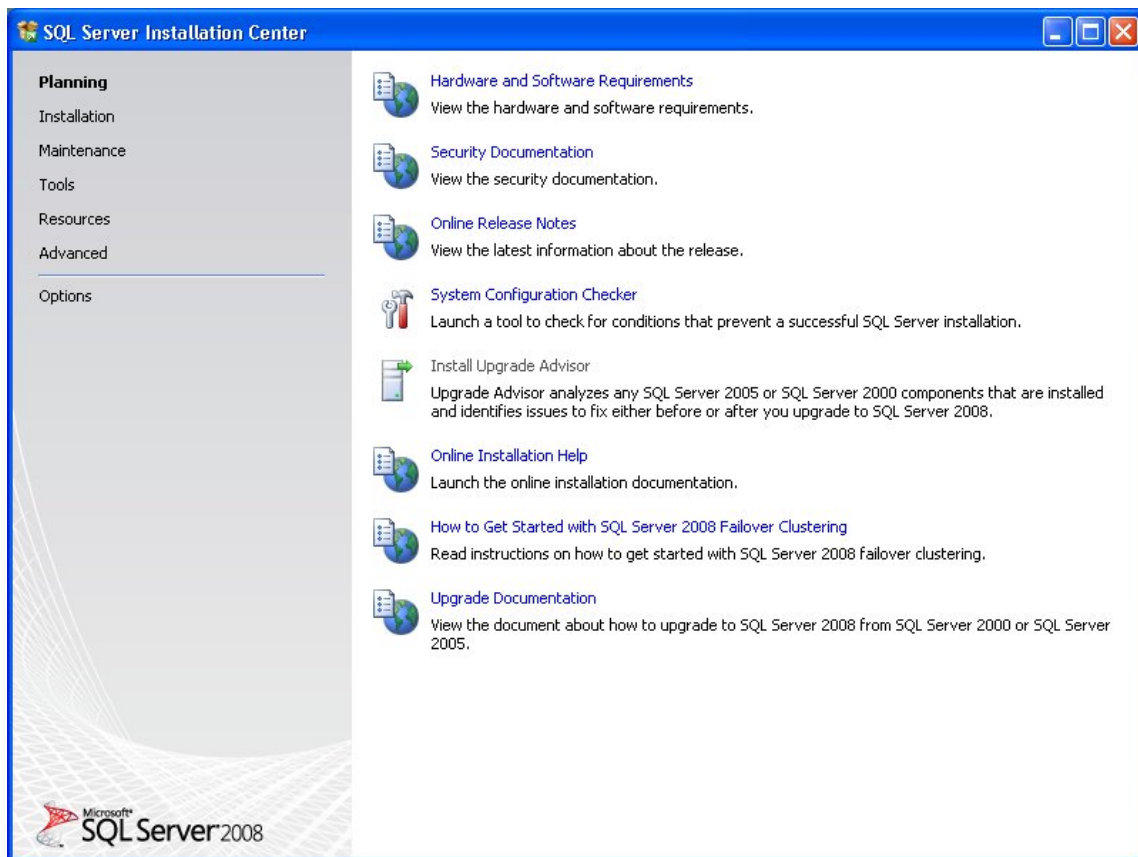 SQL Server Installation Center
Planning
Installation
Maintenance
Tools
Resources
Advanced
Options
Hardware and Software Requirements
View the hardware and software requirements.
Security Documentation
View the security documentation.
Online Release Notes
View the latest information about the release.
System Configuration Checker
Launch a tool to check for conditions that prevent a successful SQL Server installation.
Install Upgrade Advisor
Upgrade Advisor analyzes any SQL Server 2005 or SQL Server 2000 components that are installed
and identifies issues to fix either before or after you upgrade to SQL Server 2008.
Online Installation Help
Launch the online installation documentation.
How to Get Started with SQL Server 2008 Failover Clustering
Read instructions on how to get started with SQL Server 2008 failover clustering.
Upgrade Documentation
View the document about how to upgrade to SQL Server 2008 from SQL Server 2000 or SQL Server
2005.
Microsoft®
SQL Server 2008